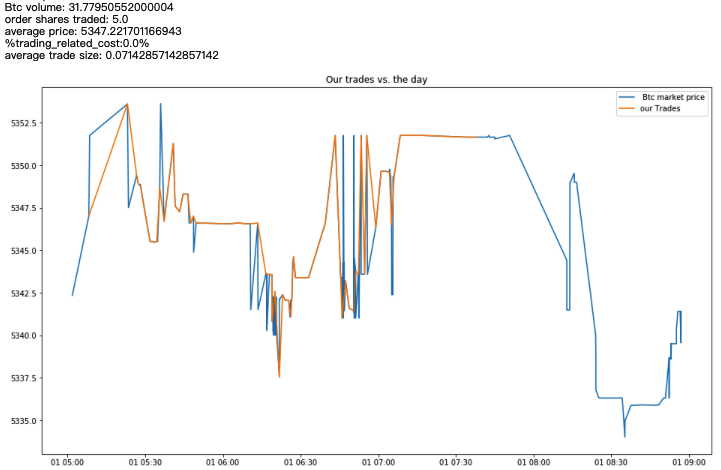 Btc volume: 31.77950552000004
order shares traded: 5.0
average price: 5347.221701166943
%trading_related_cost:0.0%
average trade size: 0.07142857142857142
Our trades vs. the day
Btc market price
our Trades
5352.5
5350.0
5347.5
5345.0
5342.5
5340.0
5337.5
5335.0
01 05:00 01 05:30 01 06:00 01 06:30 01 07:00 01 07:30 01 08:00 01 08:30 01 09:00